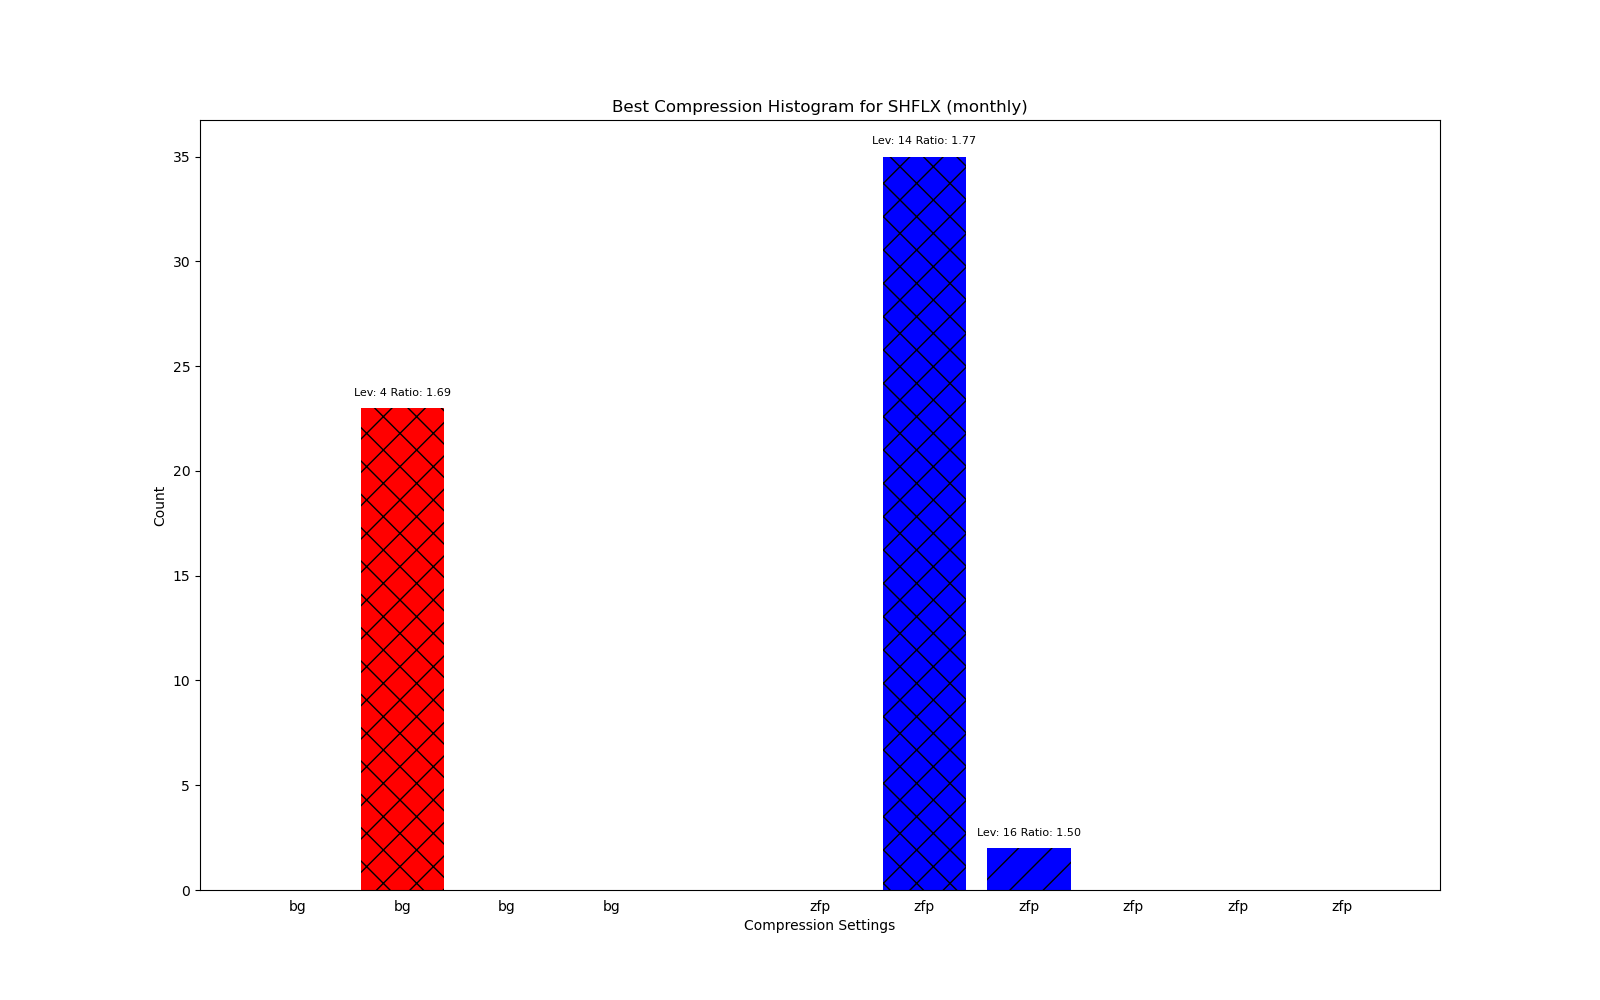 Best Compression Histogram for SHFLX (monthly)
Lev: 14 Ratio: 1.77
35
30
25
Lev: 4 Ratio: 1.69
20
Count
15
10
5
Lev: 16 Ratio: 1.50
0
bg bg bg bg zfp zfp zfp zfp zfp zfp
Compression Settings